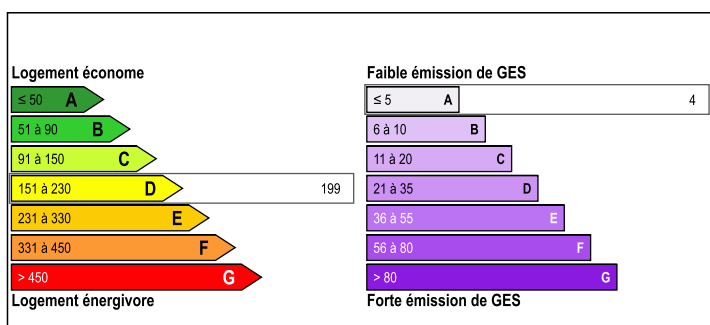 Logement économe
≤ 50 A
51 à 90 B
91 à 150 C
151 à 230 D 199
231 à 330 E
331 à 450 F
> 450 G
Logement énergivore
Faible émission de GES
≤ 5 A 4
6 à 10 B
11 à 20 C
21 à 35 D
36 à 55 E
56 à 80 F
> 80 G
Forte émission de GES